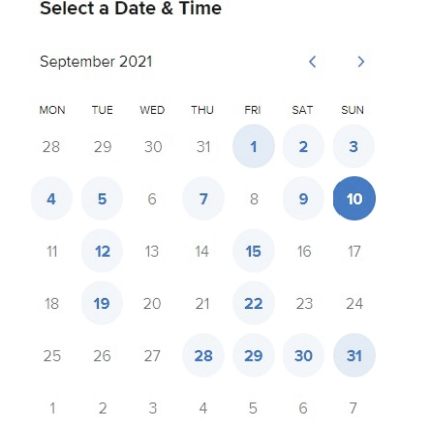 Select a Date & Time
September 2021
MON TUE WED THU FRI SAT SUN
28 29 30 31 1 2 3
4 5 6 7 8 9 10
11 12 13 14 15 16 17
18 19 20 21 22 23 24
25 26 27 28 29 30 31
1 2 3 4 5 6 7